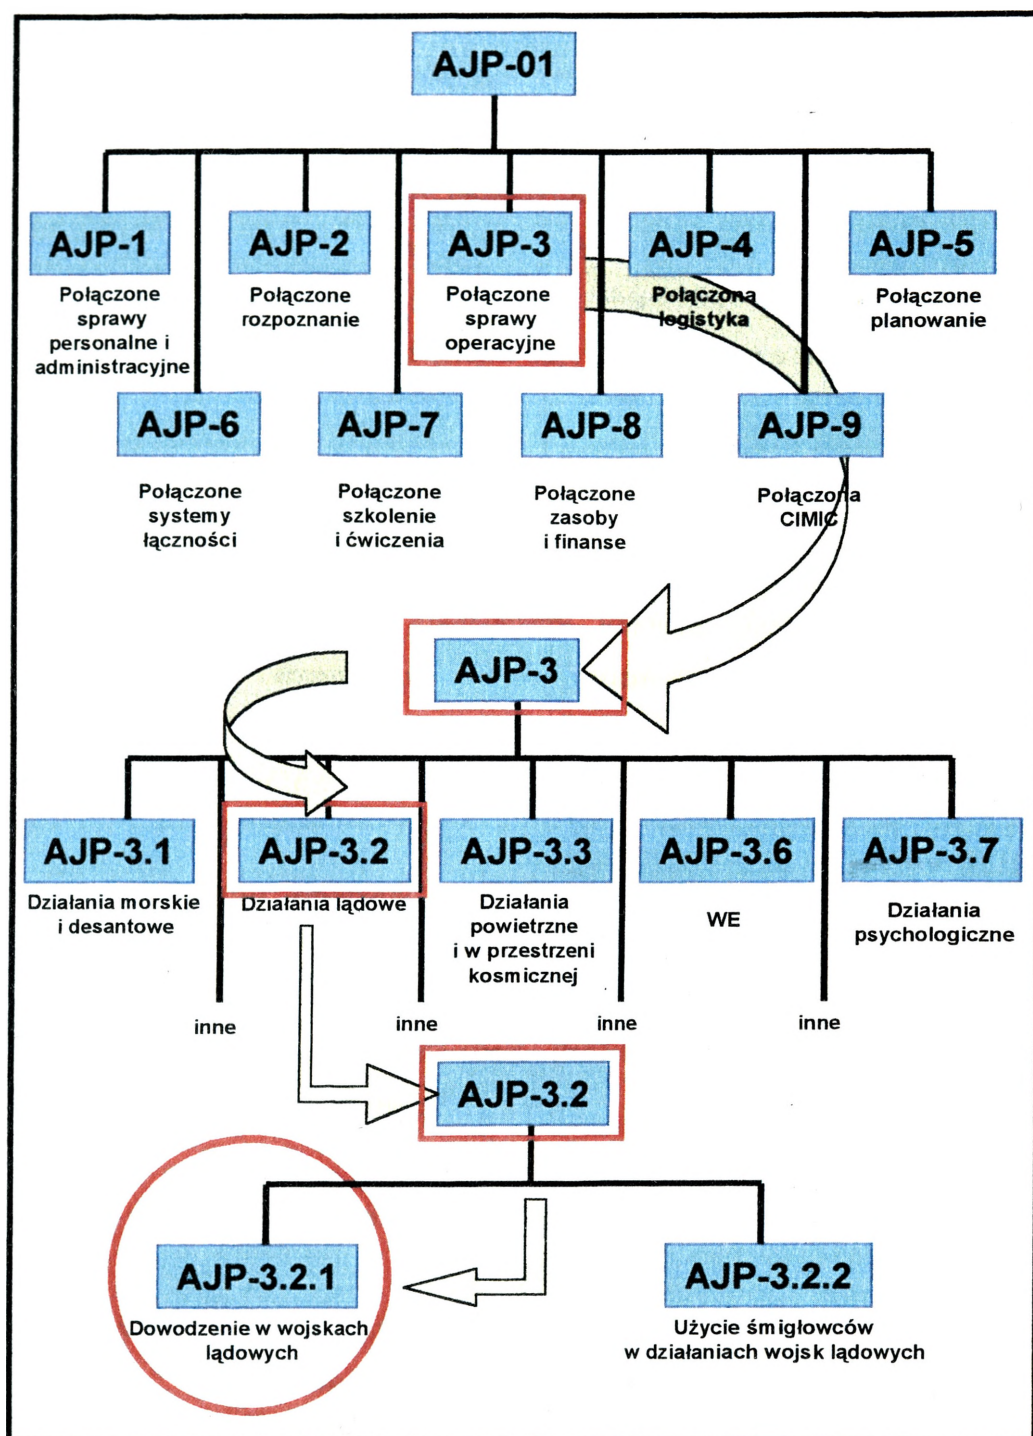 AJP-01
AJP-1
AJP-2
AJP-3
AJP-4
AJP-5
Połączone
sprawy
personalne i
administracyjne
Połączone
rozpoznanie
Połączone
sprawy
operacyjne
Połączona
logistyka
Połączone
planowanie
AJP-6
AJP-7
AJP-8
AJP-9
Połączone
systemy
łączności
Połączone
szkolenie
i ćwiczenia
Połączone
zasoby
i finanse
Połączona
CIMIC
AJP-3
AJP-3.1
AJP-3.2
AJP-3.3
AJP-3.6
AJP-3.7
Działania morskie
i desantowe
Działania lądowe
Działania
powietrzne
i w przestrzeni
kosmicznej
WE
Działania
psychologiczne
inne
inne
inne
inne
AJP-3.2
AJP-3.2.1
AJP-3.2.2
Dowodzenie w wojskach
lądowych
Użycie śmigłowców
w działaniach wojsk lądowych